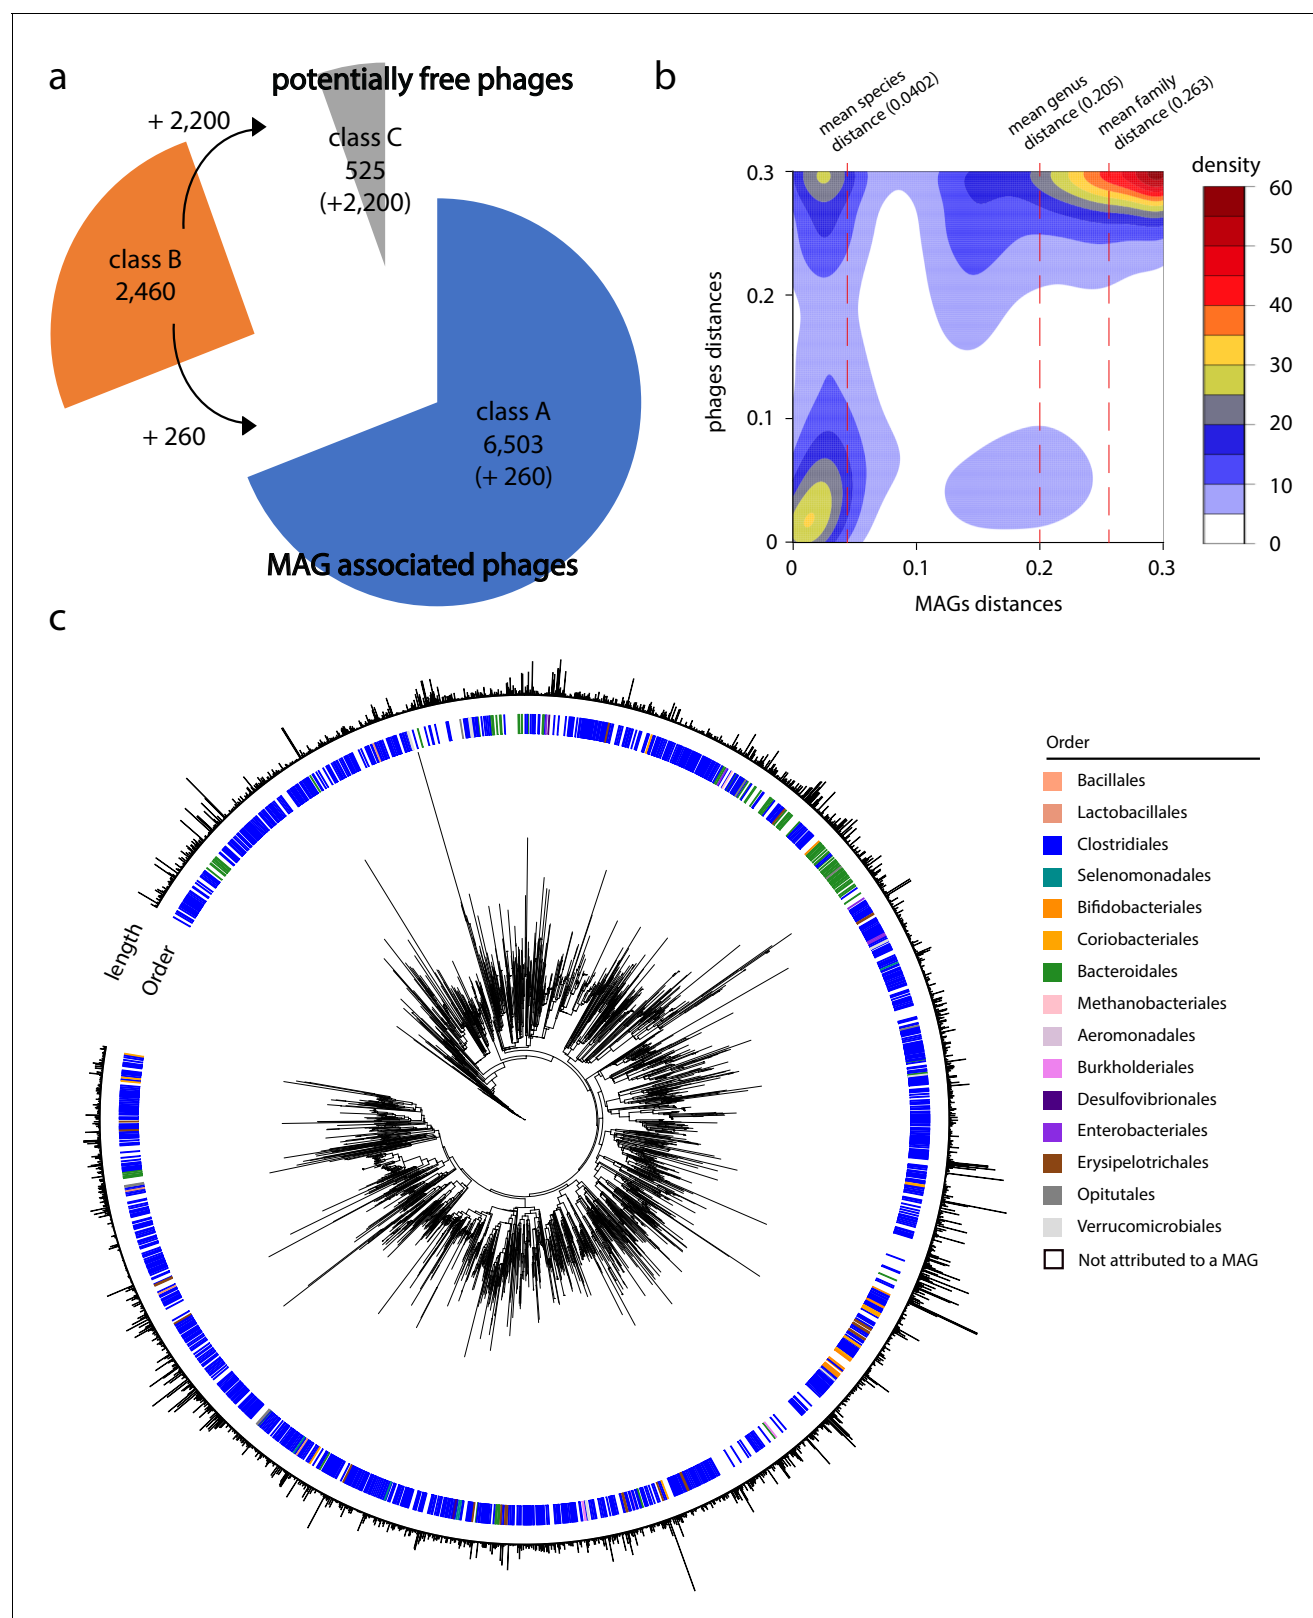 a
potentially free phages
+ 2,200
class C
525
(+2,200)
class B
2,460
+ 260
class A
6,503
(+ 260)
MAG associated phages
b
mean species
distance (0.0402)
mean genus
distance (0.205)
mean family
distance (0.263)
density
0.3
0.2
0.1
0
phages distances
0
0.1
0.2
0.3
MAGs distances
60
50
40
30
20
10
0
c
length
Order
Order
Bacillales
Lactobacillales
Clostridiales
Selenomonadales
Bifidobacteriales
Coriobacteriales
Bacteroidales
Methanobacteriales
Aeromonadales
Burkholderiales
Desulfovibrionales
Enterobacteriales
Erysipelotrichales
Opitutales
Verrucomicrobiales
Not attributed to a MAG